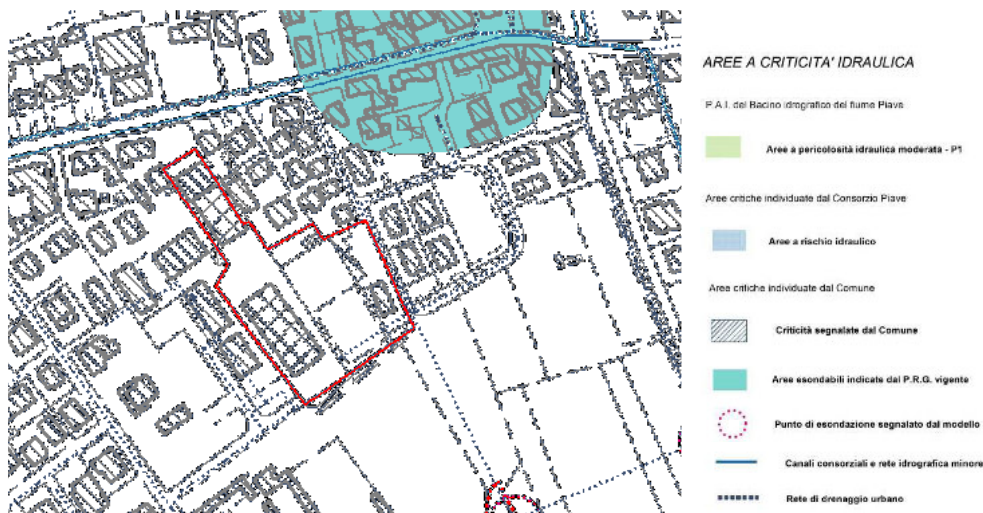 AREE A CRITICITA' IDRAULICA
P.A.I. del Bacino idrografico del fiume Piave
Aree a pericolosità idraulica moderata - P1
Aree critiche individuate dal Consorzio Piave
Aree a rischio idraulico
Aree critiche individuate dal Comune
Criticità segnalate dal Comune
Aree esondabili indicate dal P.R.G. vigente
Punto di esondazione segnalato dal modello
Canali consorziali e rete idrografica minore
Rete di drenaggio urbano